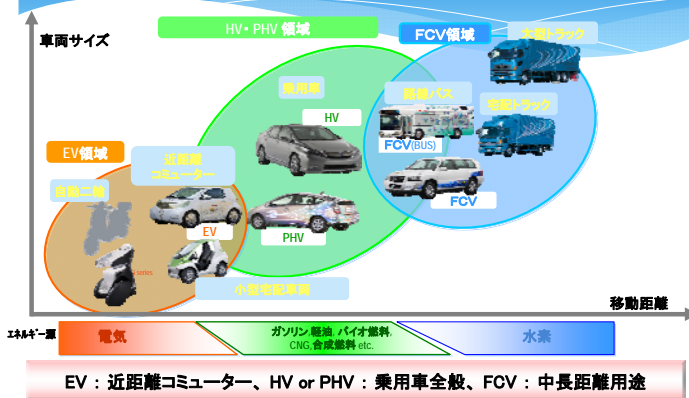 車両サイズ
HV・PHV 領域
FCV領域
大型トラック
乗用車
HV
路線バス
宅配トラック
FCV(BUS)
EV領域
近距離
コミューター
自動二輪
EV
PHV
FCV
series.
小型宅配車両
移動距離
エネルギー源
電気
ガソリン,軽油,バイオ燃料,
CNG,合成燃料 etc.
水素
EV : 近距離コミューター、HV or PHV : 乗用車全般、FCV : 中長距離用途